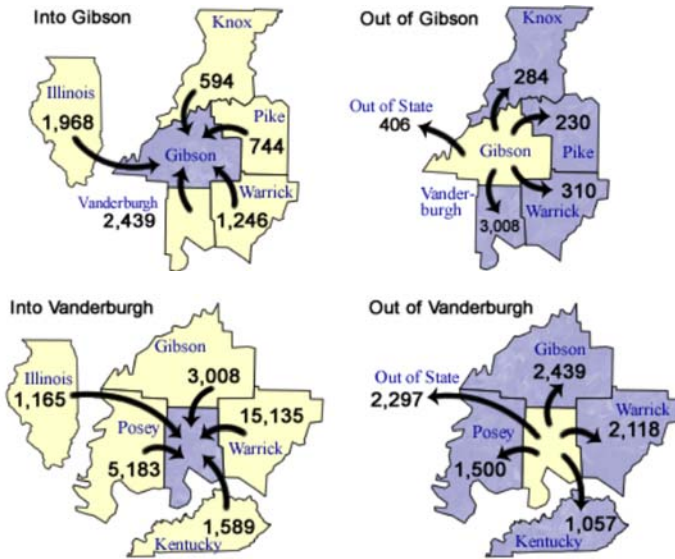 Into Gibson
Knox
594
Illinois
1,968
Pike
744
Gibson
Vanderburgh
2,439
Warrick
1,246
Out of Gibson
284
Out of State
406
230
Gibson
Pike
Vander-
burgh
310
Warrick
3,008
Into Vanderburgh
Gibson
3,008
Illinois
1,165
15,135
Posey
Warrick
5,183
1,589
Kentucky
Out of Vanderburgh
Gibson
2,439
Out of State
2,297
Warrick
2,118
Posey
1,500
1,057
Kentucky